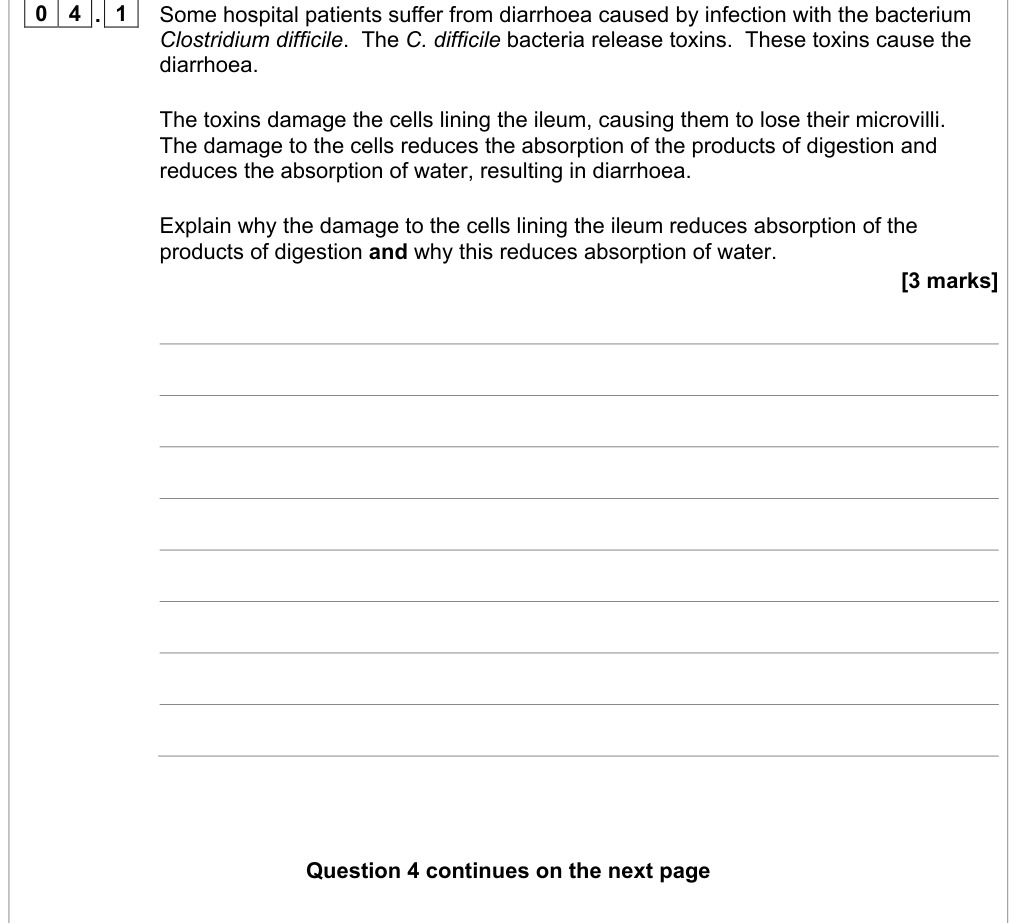 0 4 . 1 Some hospital patients suffer from diarrhoea caused by infection with the bacterium
Clostridium difficile. The C. difficile bacteria release toxins. These toxins cause the
diarrhoea.
The toxins damage the cells lining the ileum, causing them to lose their microvilli.
The damage to the cells reduces the absorption of the products of digestion and
reduces the absorption of water, resulting in diarrhoea.
Explain why the damage to the cells lining the ileum reduces absorption of the
products of digestion and why this reduces absorption of water.
[3 marks]
Question 4 continues on the next page